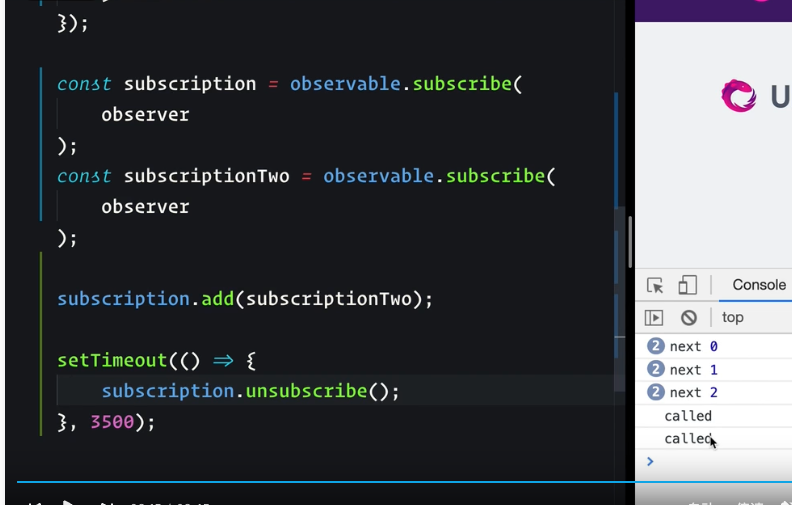 });
const subscription = observable.subscribe(
observer
);
const subscriptionTwo = observable.subscribe(
observer
);
subscription.add(subscriptionTwo);
setTimeout(() => {
subscription.unsubscribe();
}, 3500);
U
Console
top
2 next 0
2 next 1
2 next 2
called
called
>